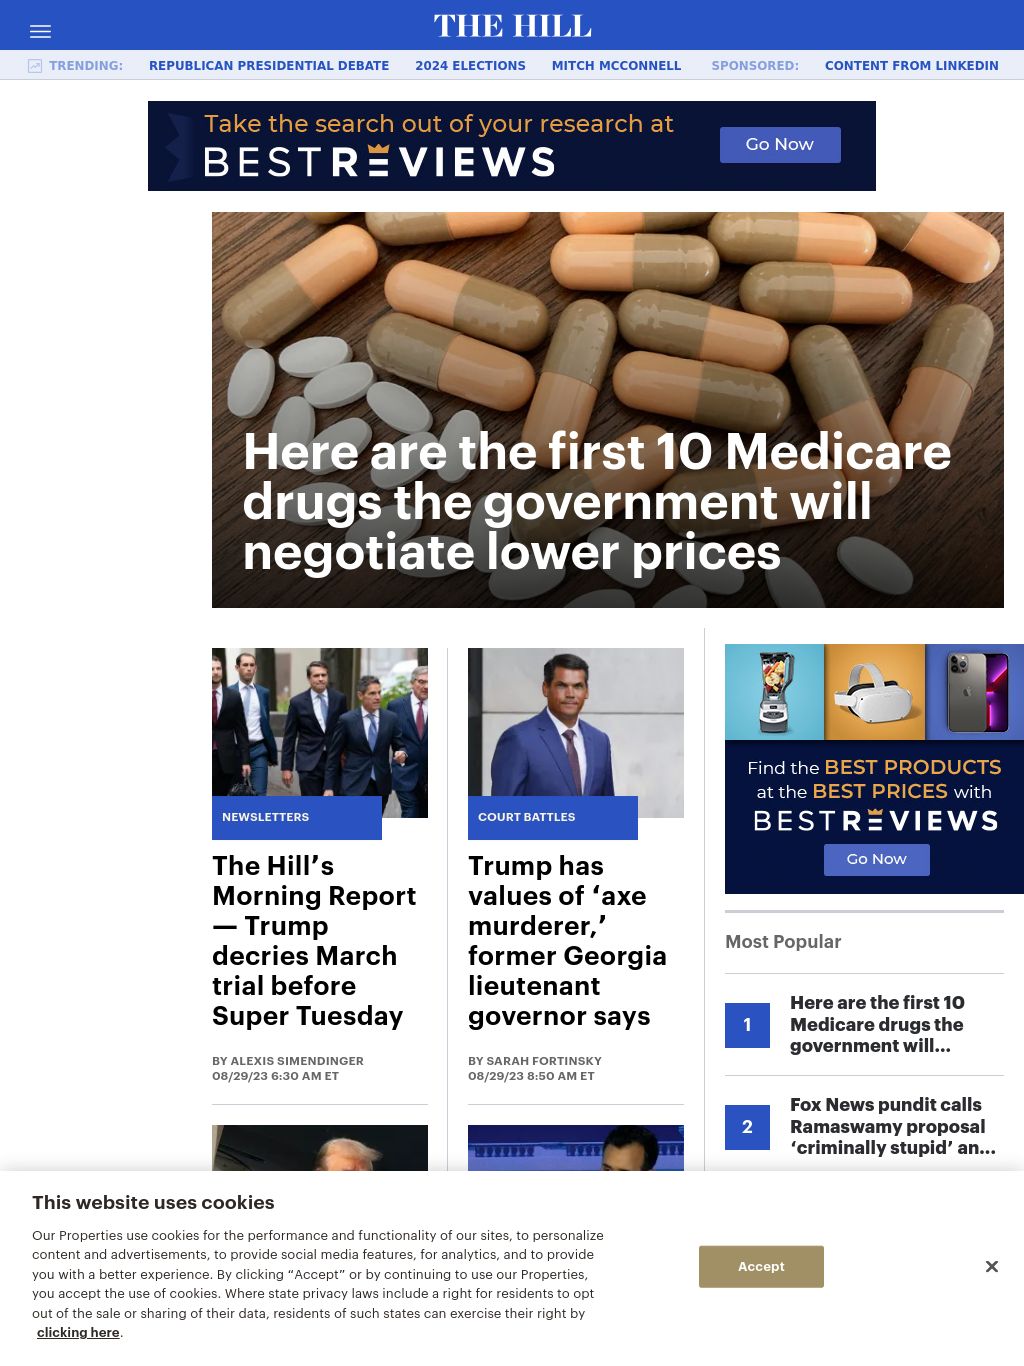 THE HILL
TRENDING: REPUBLICAN PRESIDENTIAL DEBATE 2024 ELECTIONS MITCH MCCONNELL SPONSORED: CONTENT FROM LINKEDIN
Take the search out of your research at
BESTREVIEWS
Go Now
Here are the first 10 Medicare
drugs the government will
negotiate lower prices
NEWSLETTERS
The Hill’s
Morning Report
— Trump
decries March
trial before
Super Tuesday
BY ALEXIS SIMENDINGER
08/29/23 6:30 AM ET
COURT BATTLES
Trump has
values of ‘axe
murderer,’
former Georgia
lieutenant
governor says
BY SARAH FORTINSKY
08/29/23 8:50 AM ET
Find the BEST PRODUCTS
at the BEST PRICES with
BESTREVIEWS
Go Now
Most Popular
1
Here are the first 10
Medicare drugs the
government will...
2
Fox News pundit calls
Ramaswamy proposal
‘criminally stupid’ an...
This website uses cookies
Our Properties use cookies for the performance and functionality of our sites, to personalize
content and advertisements, to provide social media features, for analytics, and to provide
you with a better experience. By clicking “Accept” or by continuing to use our Properties,
you accept the use of cookies. Where state privacy laws include a right for residents to opt
out of the sale or sharing of their data, residents of such states can exercise their right by
clicking here.
Accept